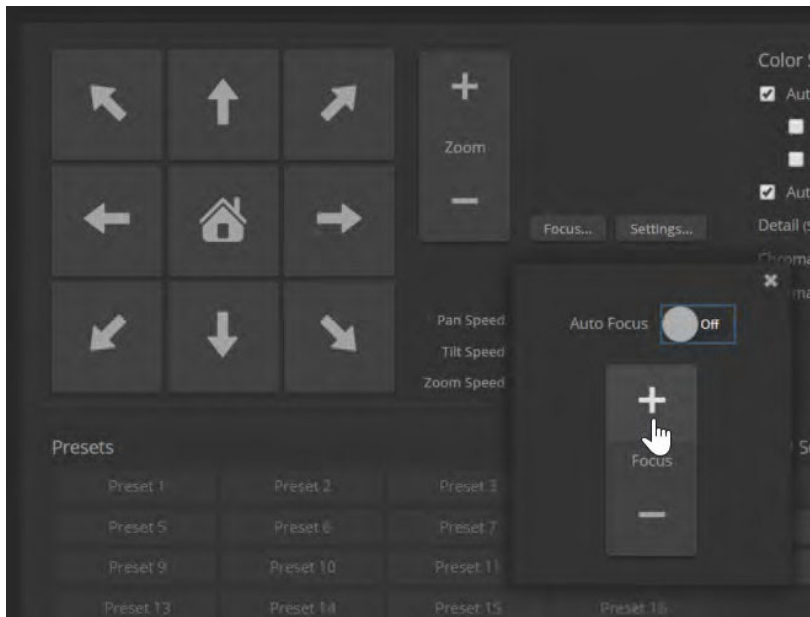 Color
Aut
Zoom
Aut
Focus...
Settings...
Detail
Chroma
Auto Focus
Off
Pan Speed
Tilt Speed
Zoom Speed
Focus
Presets
Preset 1
Preset 2
Preset 3
Preset 5
Preset 6
Preset 7
Preset 9
Preset 10
Preset 11
Preset 13
Preset 14
Preset 15
Preset 16